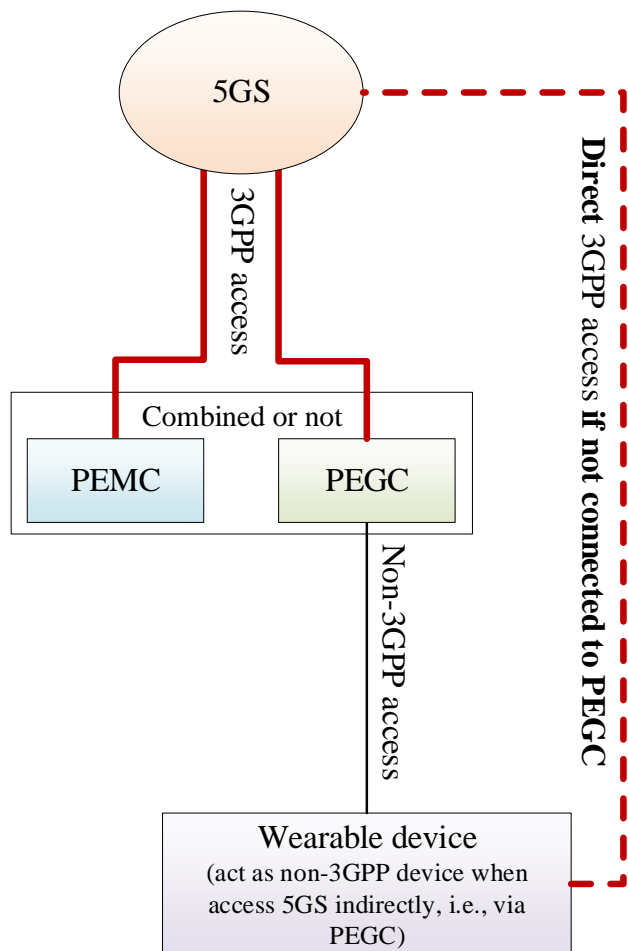 5GS
3GPP access
Direct 3GPP access if not connected to PEGC
Combined or not
PEMC
PEGC
Non-3GPP access
Wearable device
(act as non-3GPP device when
access 5GS indirectly, i.e., via
PEGC)